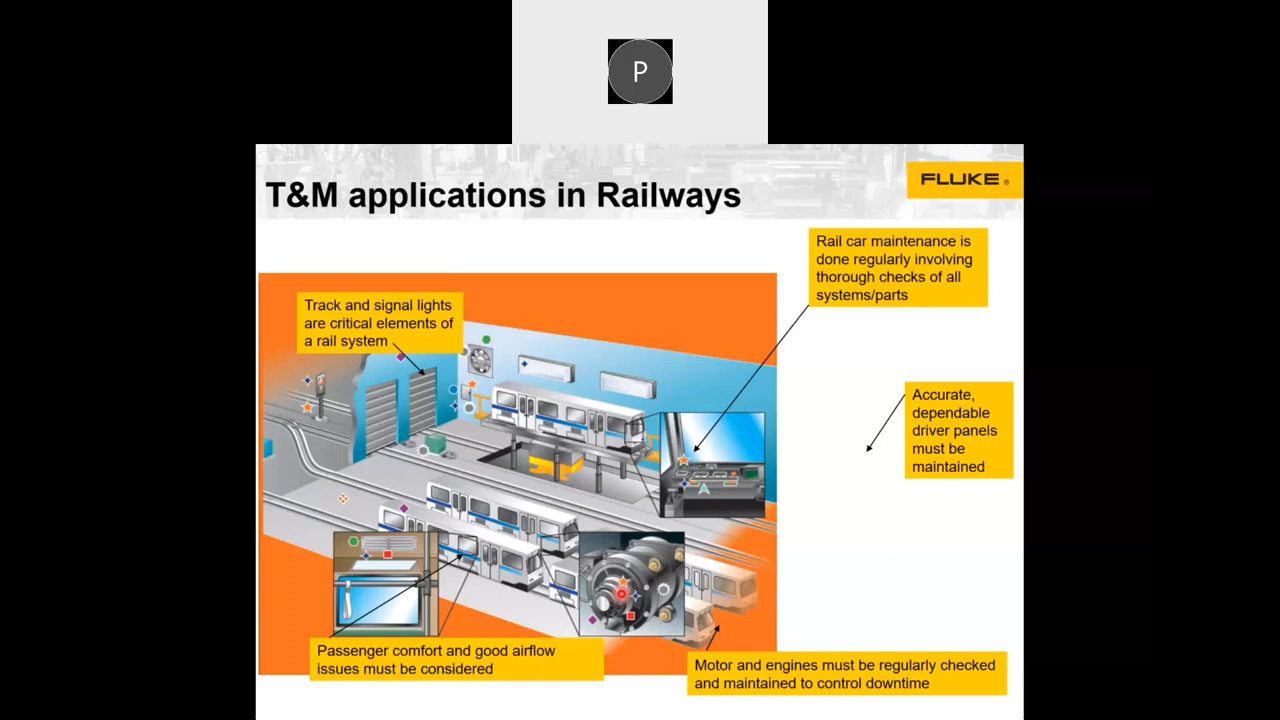 P
T&M applications in Railways
FLUKE ®
Rail car maintenance is
done regularly involving
thorough checks of all
systems/parts
Track and signal lights
are critical elements of
a rail system
Accurate,
dependable
driver panels
must be
maintained
Passenger comfort and good airflow
issues must be considered
Motor and engines must be regularly checked
and maintained to control downtime